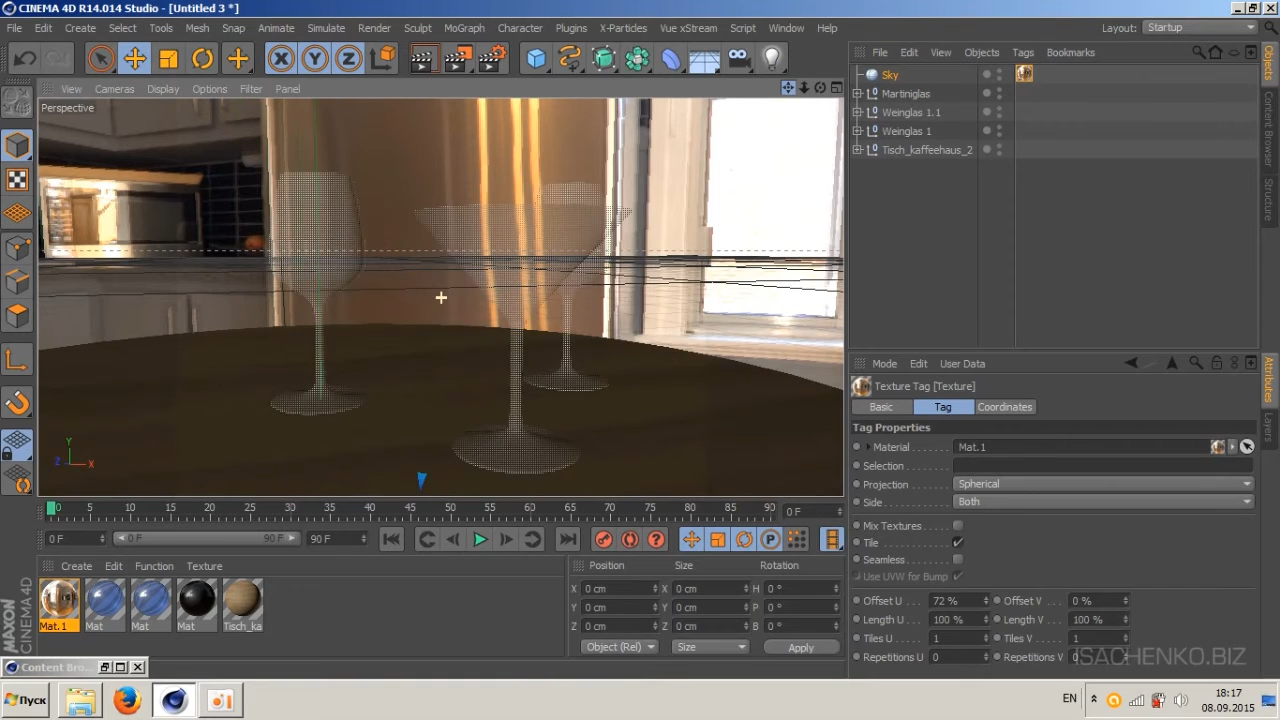 CINEMA 4D R14.014 Studio - [Untitled 3 *]
File Edit Create Select Tools Mesh Snap Animate Simulate Render Sculpt MoGraph Character Plugins X-Particles Vue xStream Script Window Help Layout: Startup
X Y Z
File Edit View Objects Tags Bookmarks
View Cameras Display Options Filter Panel
Perspective
Sky
Martiniglas
Weinglas 1.1
Weinglas 1
Tisch_kaffeehaus_2
Objects
Content Browser
Structure
Mode Edit User Data
Texture Tag [Texture]
Basic Tag Coordinates
Tag Properties
Material Mat.1
Selection
Projection Spherical
Side Both
Mix Textures
Tile
Seamless
Use UVW for Bump
Offset U 72 % Offset V 0 %
Length U 100 % Length V 100 %
Tiles U 1 Tiles V 1
Repetitions U 0 Repetitions V 0
Attributes
Layers
Y
Z X
0 5 10 15 20 25 30 35 40 45 50 55 60 65 70 75 80 85 90 0 F
0 F 0 F 90 F 90 F
P
Create Edit Function Texture
Mat.1 Mat Mat Mat Tisch_ka
Position Size Rotation
X 0 cm X 0 cm H 0 °
Y 0 cm Y 0 cm P 0 °
Z 0 cm Z 0 cm B 0 °
Object (Rel) Size Apply
MAXON
CINEMA 4D
Content Bro...
ISACHENKO.BIZ
Пуск
EN
18:17
08.09.2015